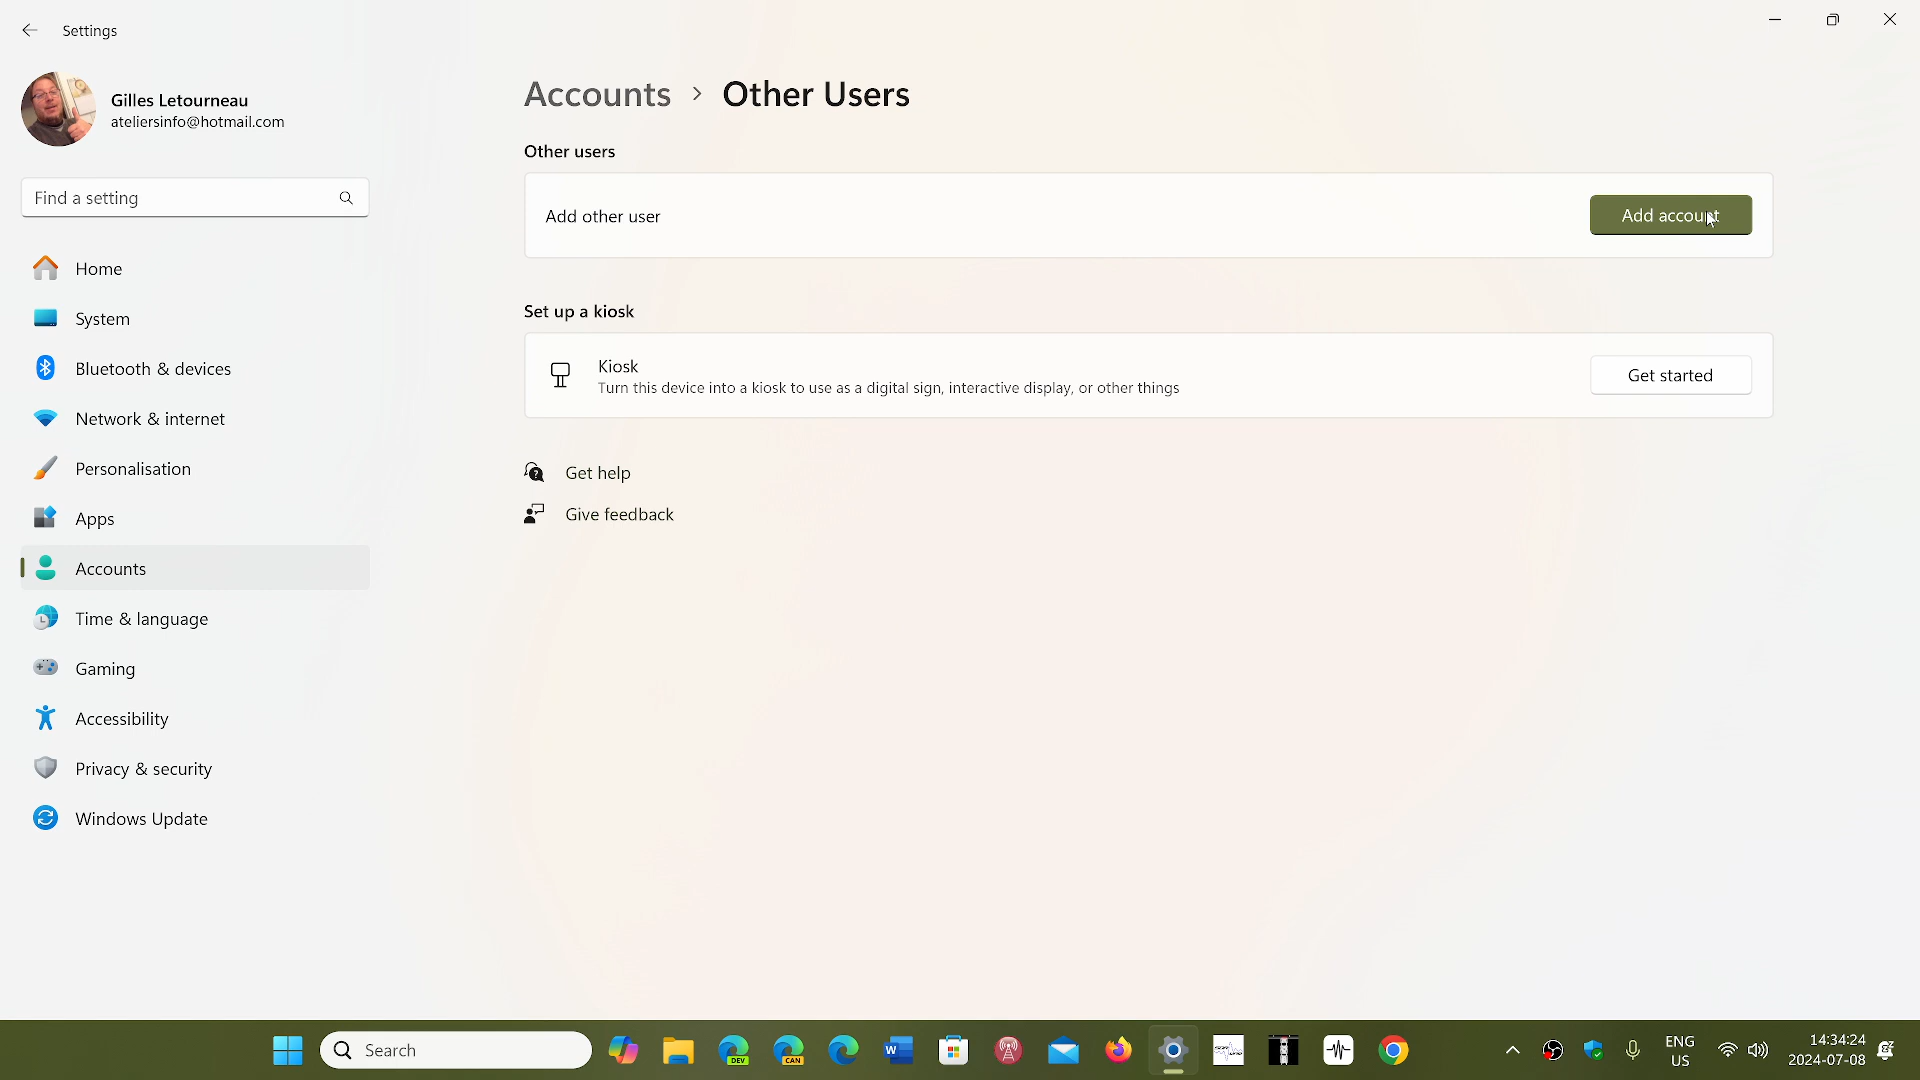 Settings
Gilles Letourneau
ateliersinfo@hotmail.com
Find a setting
Home
System
Bluetooth & devices
Network & internet
Personalisation
Apps
Accounts
Time & language
Gaming
Accessibility
Privacy & security
Windows Update
Accounts > Other Users
Other users
Add other user
Add account
Set up a kiosk
Kiosk
Turn this device into a kiosk to use as a digital sign, interactive display, or other things
Get started
Get help
Give feedback
Search
DEV
CAN
W
ENG
US
14:34:24
2024-07-08